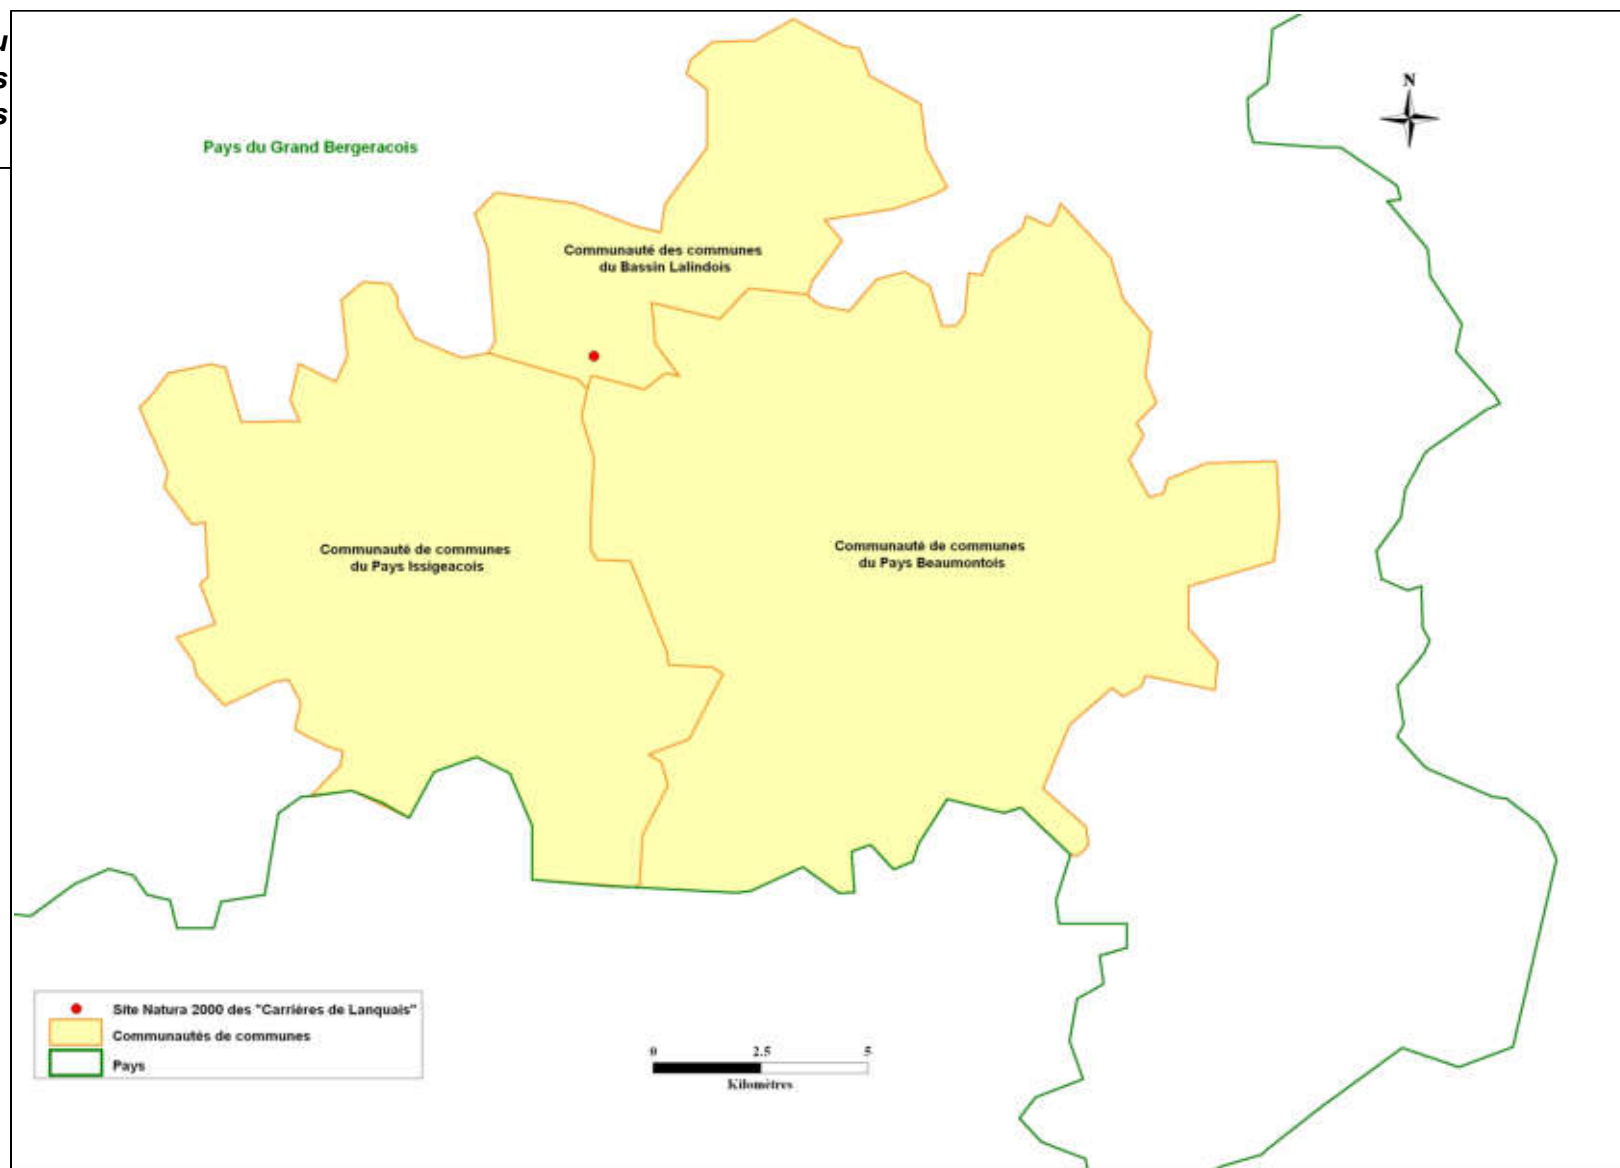 u
s
s
N
Pays du Grand Bergeracois
Communauté des communes
du Bassin Lalindois
Communauté de communes
du Pays Issigeacois
Communauté de communes
du Pays Beaumontois
Site Natura 2000 des "Carrières de Lanquais"
Communautés de communes
Pays
0 2.5 5
Kilomètres